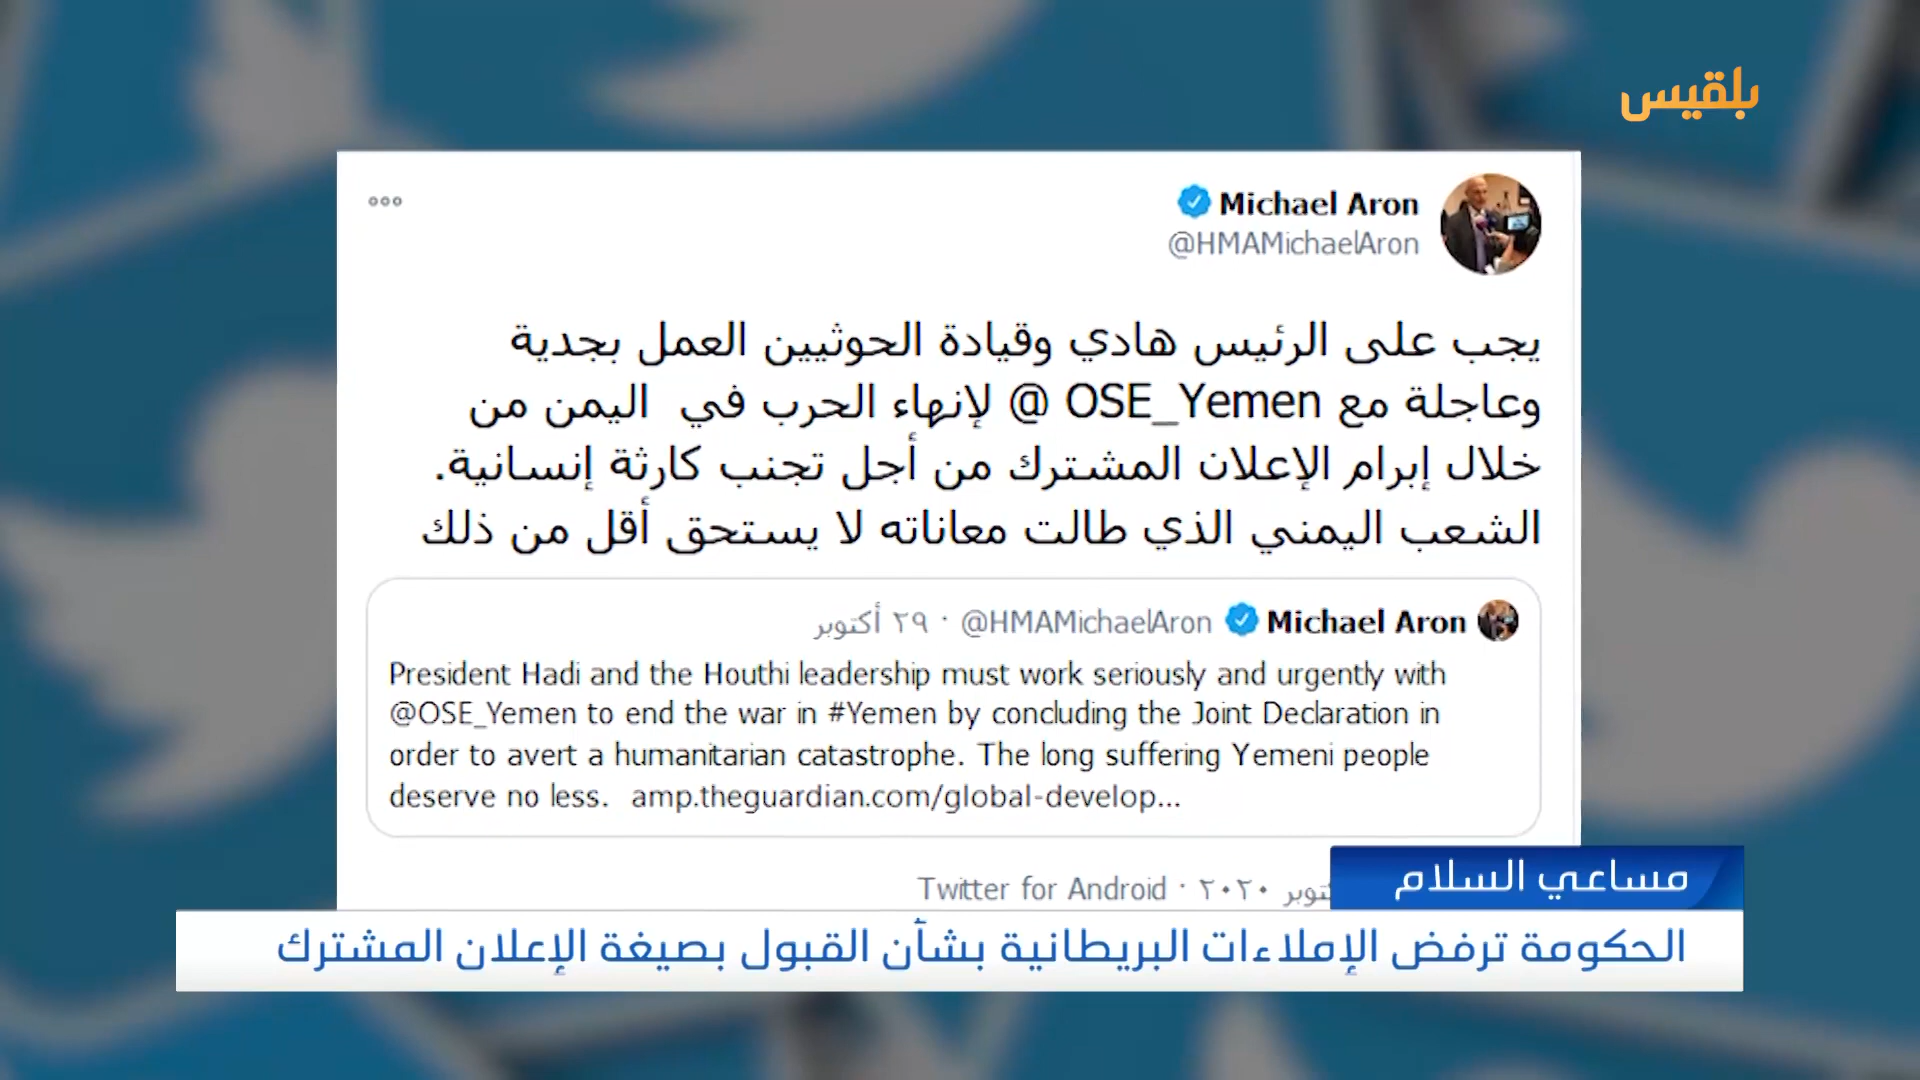 بلقيس
Michael Aron
@HMAMichaelAron
يجب على الرئيس هادي وقيادة الحوثيين العمل بجدية
وعاجلة مع OSE_Yemen @ لإنهاء الحرب في اليمن من
خلال إبرام الإعلان المشترك من أجل تجنب كارثة إنسانية.
الشعب اليمني الذي طالت معاناته لا يستحق أقل من ذلك
Michael Aron @HMAMichaelAron · ٢٩ أكتوبر
President Hadi and the Houthi leadership must work seriously and urgently with
@OSE_Yemen to end the war in #Yemen by concluding the Joint Declaration in
order to avert a humanitarian catastrophe. The long suffering Yemeni people
deserve no less. amp.theguardian.com/global-develop...
٢٠٢٠ · Twitter for Android
مساعي السلام
الحكومة ترفض الإملاءات البريطانية بشأن القبول بصيغة الإعلان المشترك